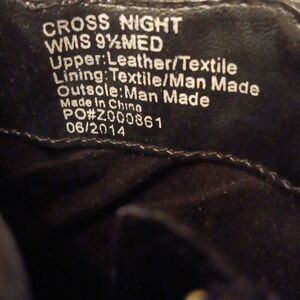 CROSS NIGHT
WMS 9½MED
Upper:Leather/Textile
Lining:Textile/Man Made
Outsole:Man Made
Made in China
PO#Z000861
06/2014